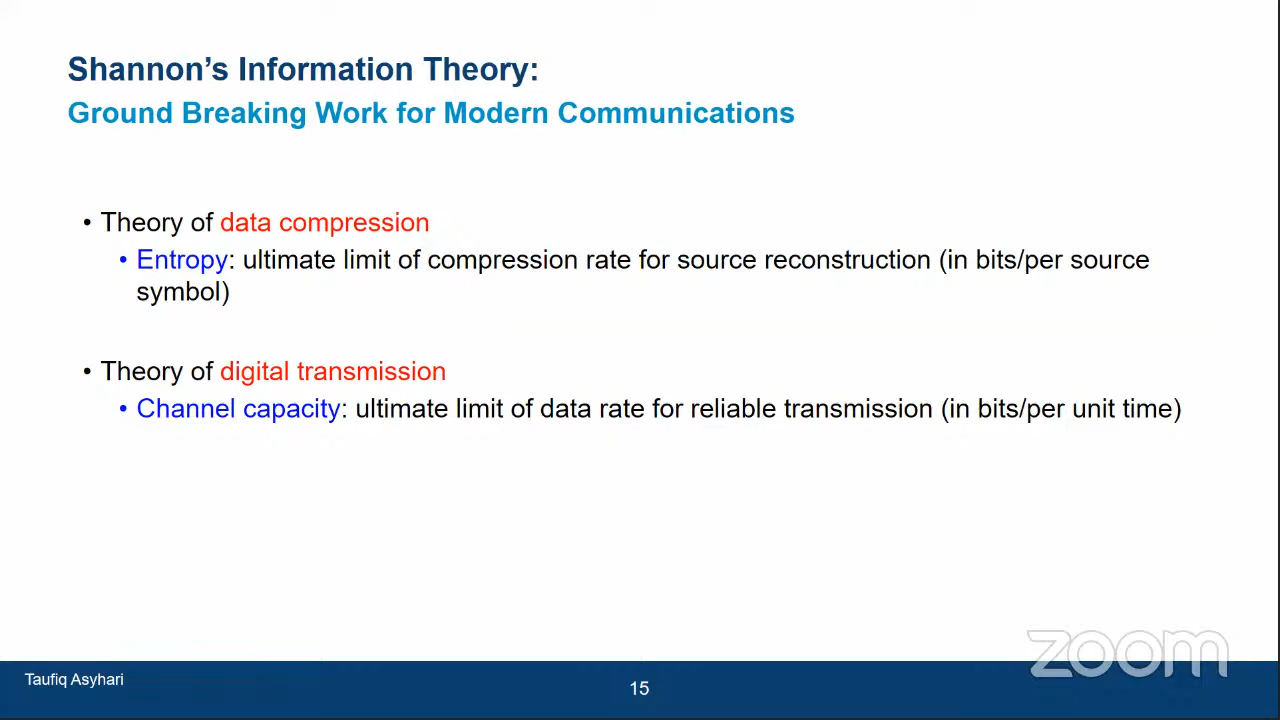 Shannon’s Information Theory:
Ground Breaking Work for Modern Communications
• Theory of data compression
• Entropy: ultimate limit of compression rate for source reconstruction (in bits/per source
symbol)
• Theory of digital transmission
• Channel capacity: ultimate limit of data rate for reliable transmission (in bits/per unit time)
zoom
Taufiq Asyhari
15